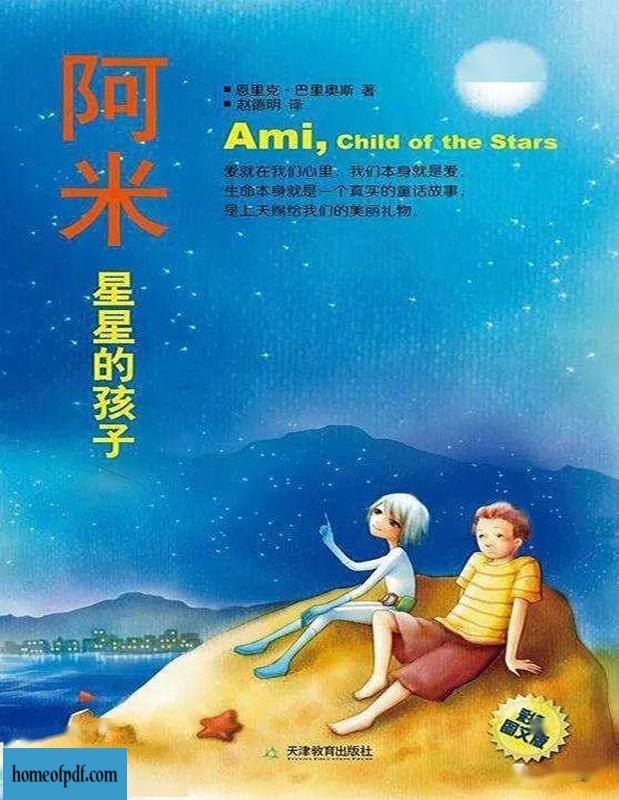 阿米
星星的孩子
■ 恩里克·巴里奥斯 著
■ 赵德明 译
Ami, Child of the Stars
爱就在我们心里，我们本身就是爱。
生命本身就是一个真实的童话故事，
是上天赐给我们的美丽礼物。
图文版
天津教育出版社
homeofpdf.com